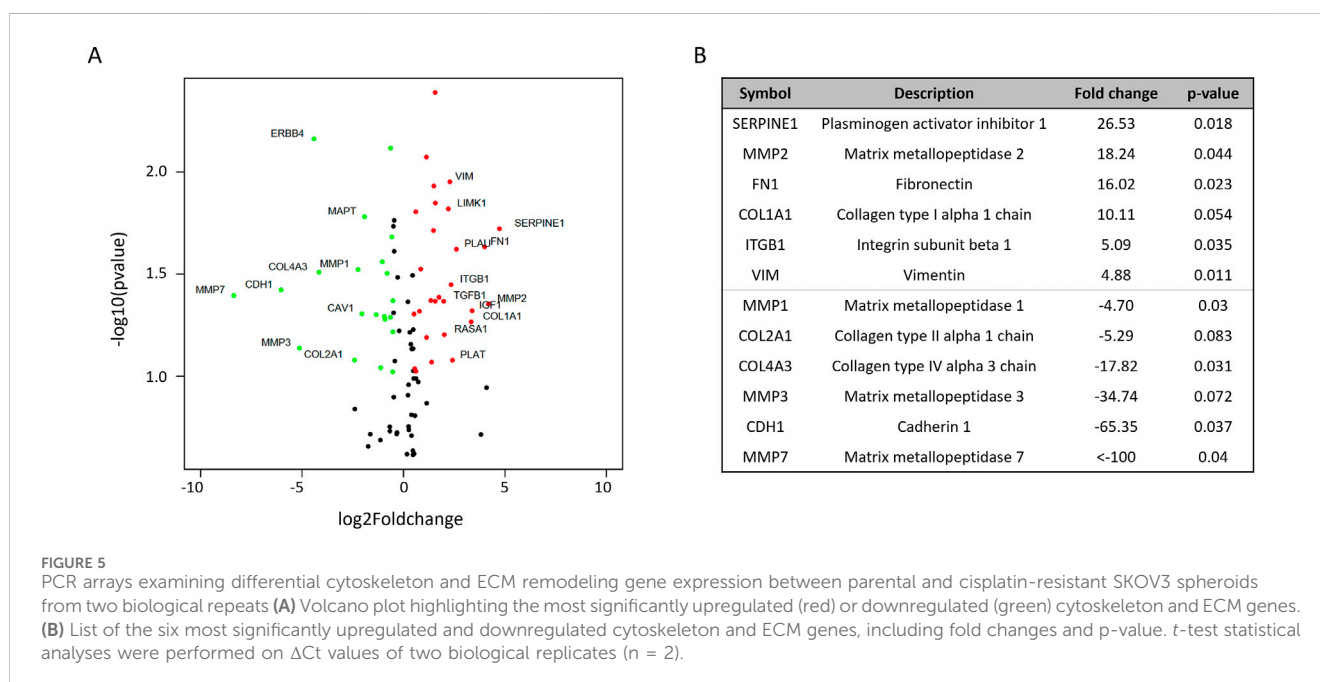 A
ERBB4
VIM
LIMK1
MAPT
SERPINE1
PLAU
FN1
COL4A3
MMP1
ITGB1
MMP7
CDH1
TGFB1
MMP2
IGF1
CAV1
COL1A1
RASA1
MMP3
COL2A1
PLAT
2.0
1.5
1.0
-log10(pvalue)
-10 -5 0 5 10
log2Foldchange
B
Symbol Description Fold change p-value
SERPINE1 Plasminogen activator inhibitor 1 26.53 0.018
MMP2 Matrix metallopeptidase 2 18.24 0.044
FN1 Fibronectin 16.02 0.023
COL1A1 Collagen type I alpha 1 chain 10.11 0.054
ITGB1 Integrin subunit beta 1 5.09 0.035
VIM Vimentin 4.88 0.011
MMP1 Matrix metallopeptidase 1 -4.70 0.03
COL2A1 Collagen type II alpha 1 chain -5.29 0.083
COL4A3 Collagen type IV alpha 3 chain -17.82 0.031
MMP3 Matrix metallopeptidase 3 -34.74 0.072
CDH1 Cadherin 1 -65.35 0.037
MMP7 Matrix metallopeptidase 7 <-100 0.04
FIGURE 5
PCR arrays examining differential cytoskeleton and ECM remodeling gene expression between parental and cisplatin-resistant SKOV3 spheroids
from two biological repeats (A) Volcano plot highlighting the most significantly upregulated (red) or downregulated (green) cytoskeleton and ECM genes.
(B) List of the six most significantly upregulated and downregulated cytoskeleton and ECM genes, including fold changes and p-value. t-test statistical
analyses were performed on ΔCt values of two biological replicates (n = 2).